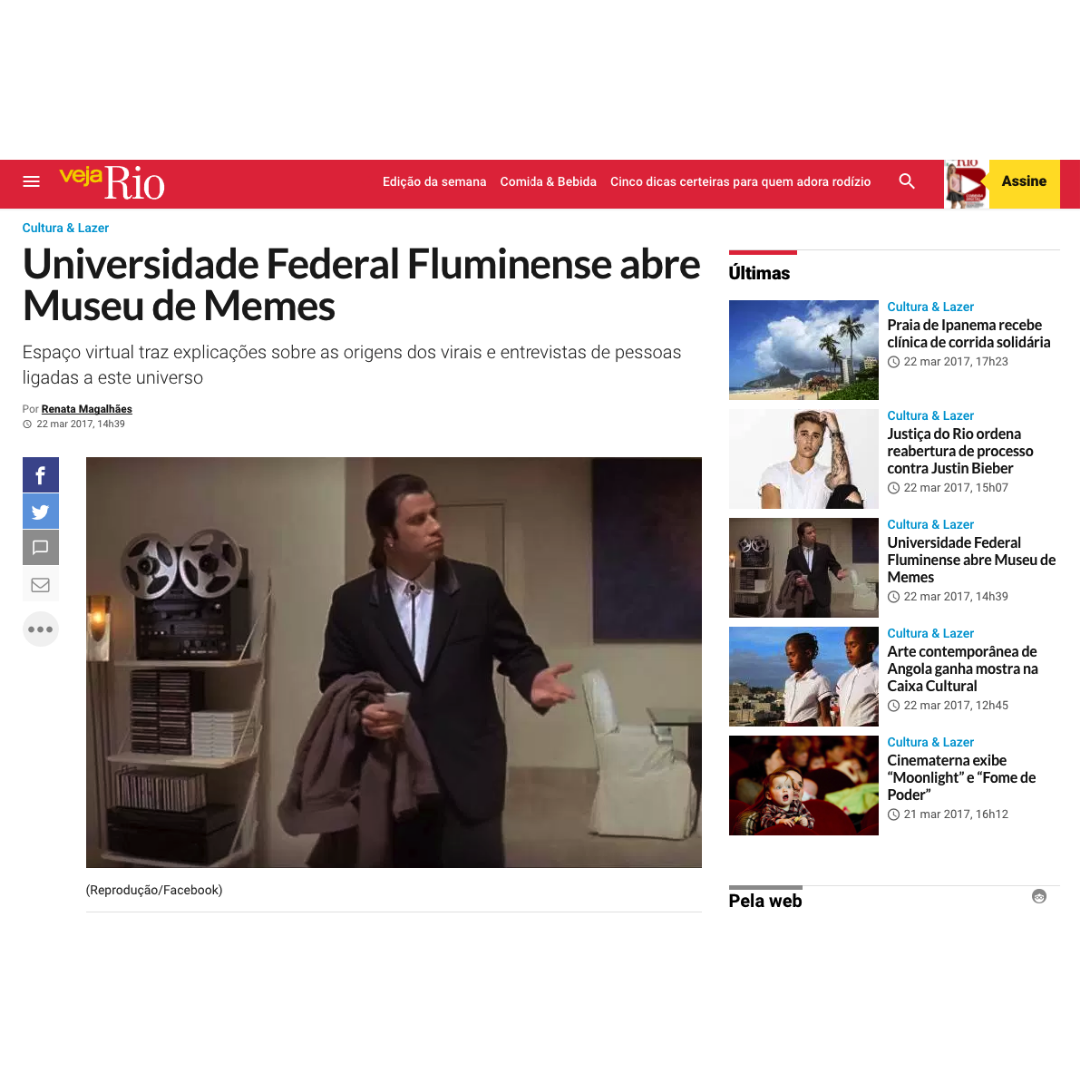 veja Rio
Edição da semana
Comida & Bebida
Cinco dicas certeiras para quem adora rodízio
RIO
Assine
Cultura & Lazer
Universidade Federal Fluminense abre
Museu de Memes
Espaço virtual traz explicações sobre as origens dos virais e entrevistas de pessoas
ligadas a este universo
Por Renata Magalhães
22 mar 2017, 14h39
f
(Reprodução/Facebook)
Últimas
Cultura & Lazer
Praia de Ipanema recebe
clínica de corrida solidária
22 mar 2017, 17h23
Cultura & Lazer
Justiça do Rio ordena
reabertura de processo
contra Justin Bieber
22 mar 2017, 15h07
Cultura & Lazer
Universidade Federal
Fluminense abre Museu de
Memes
22 mar 2017, 14h39
Cultura & Lazer
Arte contemporânea de
Angola ganha mostra na
Caixa Cultural
22 mar 2017, 12h45
Cultura & Lazer
Cinematerna exibe
“Moonlight” e “Fome de
Poder”
21 mar 2017, 16h12
Pela web